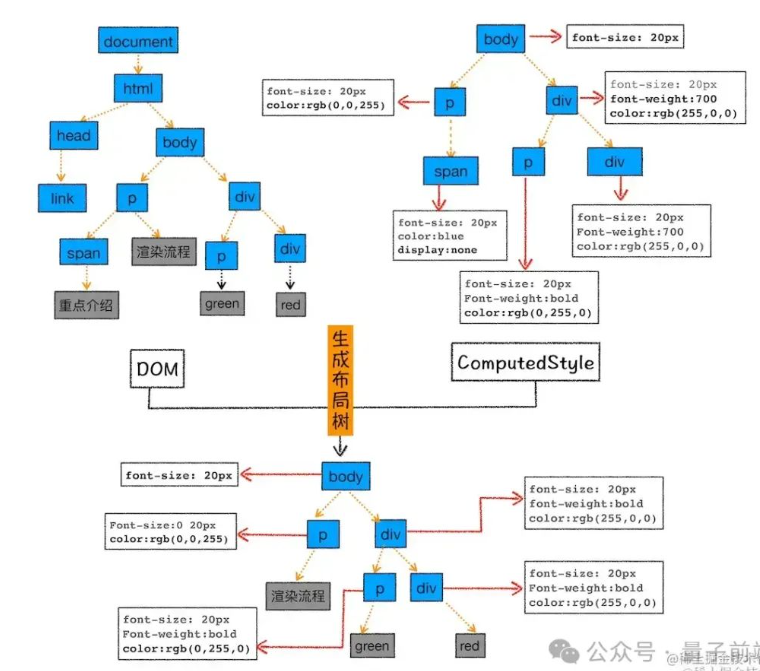 document
html
head
body
link
p
div
span
渲染流程
p
div
重点介绍
green
red
body
font-size: 20px
font-size: 20px
color:rgb(0,0,255)
p
div
font-size: 20px
font-weight:700
color:rgb(255,0,0)
span
p
div
font-size: 20px
color:blue
display:none
font-size: 20px
Font-weight:700
color:rgb(255,0,0)
font-size: 20px
Font-weight:bold
color:rgb(0,255,0)
DOM
生成布局树
ComputedStyle
font-size: 20px
body
font-size: 20px
font-weight:bold
color:rgb(255,0,0)
Font-size:0 20px
color:rgb(0,0,255)
p
div
渲染流程
p
div
font-size: 20px
Font-weight:bold
color:rgb(255,0,0)
font-size: 20px
Font-weight:bold
color:rgb(0,255,0)
green
red
公众号 · 量子前端